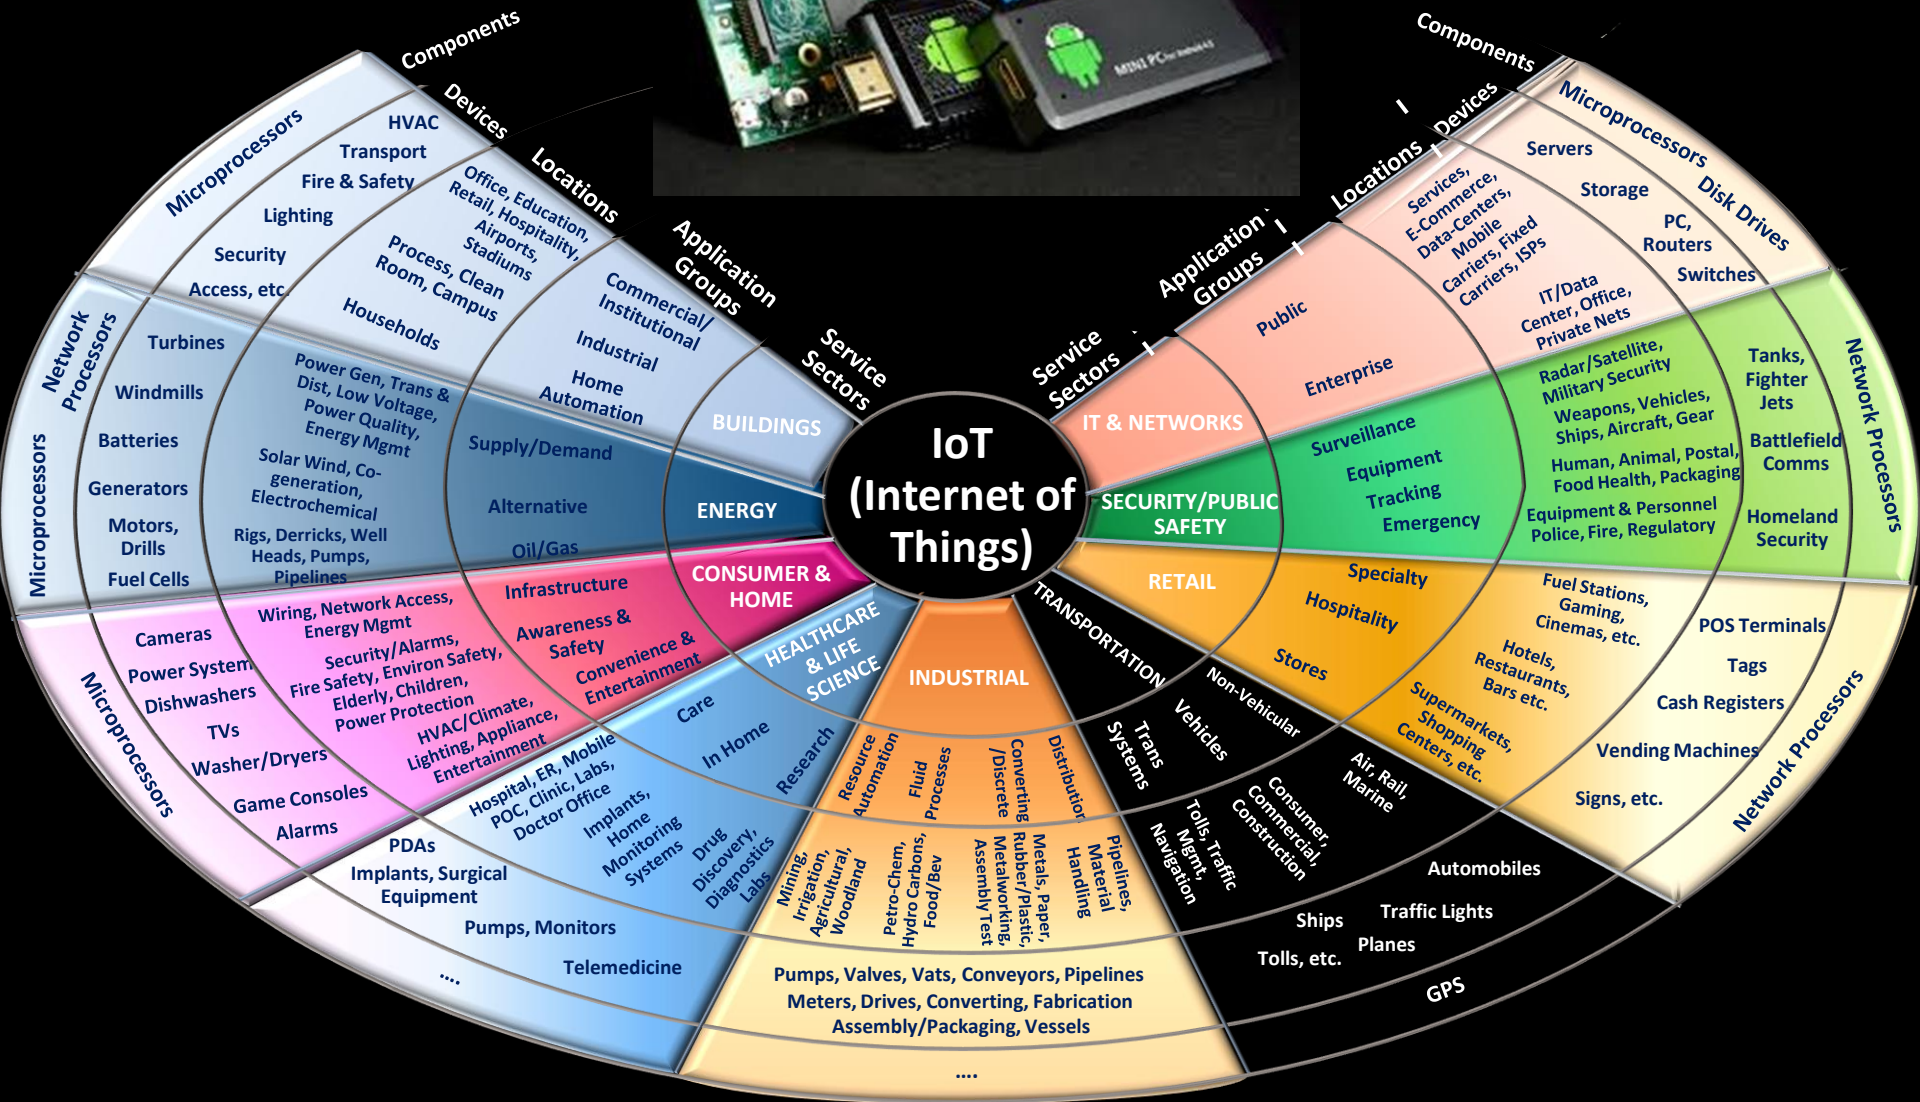 MINI PC for Android 4.0
Components
Devices
Locations
Application
Groups
Service
Sectors
Components
Devices
Locations
Application
Groups
Service
Sectors
IoT
(Internet of
Things)
BUILDINGS
Commercial/
Institutional
Industrial
Home
Automation
Office, Education,
Retail, Hospitality,
Airports,
Stadiums
Process, Clean
Room, Campus
Households
HVAC
Transport
Fire & Safety
Lighting
Security
Access, etc.
Microprocessors
ENERGY
Supply/Demand
Alternative
Oil/Gas
Power Gen, Trans &
Dist, Low Voltage,
Power Quality,
Energy Mgmt
Solar Wind, Co-
generation,
Electrochemical
Rigs, Derricks, Well
Heads, Pumps,
Pipelines
Turbines
Windmills
Batteries
Generators
Motors,
Drills
Fuel Cells
Network
Processors
Microprocessors
CONSUMER &
HOME
Infrastructure
Awareness &
Safety
Convenience &
Entertainment
Wiring, Network Access,
Energy Mgmt
Security/Alarms,
Fire Safety, Environ Safety,
Elderly, Children,
Power Protection
HVAC/Climate,
Lighting, Appliance,
Entertainment
Cameras
Power System
Dishwashers
TVs
Washer/Dryers
Game Consoles
Alarms
Microprocessors
HEALTHCARE
& LIFE
SCIENCE
Care
In Home
Research
Hospital, ER, Mobile
POC, Clinic, Labs,
Doctor Office
Implants,
Home
Monitoring
Systems
Drug
Discovery,
Diagnostics
Labs
PDAs
Implants, Surgical
Equipment
Pumps, Monitors
Telemedicine
....
INDUSTRIAL
Resource
Automation
Fluid
Processes
Converting
/Discrete
Distribution
Mining,
Irrigation,
Agricultural,
Woodland
Petro-Chem,
Hydro Carbons,
Food/Bev
Metals, Paper,
Rubber/Plastic,
Metalworking,
Assembly Test
Pipelines,
Material
Handling
Pumps, Valves, Vats, Conveyors, Pipelines
Meters, Drives, Converting, Fabrication
Assembly/Packaging, Vessels
....
TRANSPORTATION
Trans
Systems
Vehicles
Non-Vehicular
Tolls, Traffic
Mgmt,
Navigation
Consumer,
Commercial,
Construction
Air, Rail,
Marine
Automobiles
Traffic Lights
Ships
Planes
Tolls, etc.
GPS
RETAIL
Specialty
Hospitality
Stores
Fuel Stations,
Gaming,
Cinemas, etc.
Hotels,
Restaurants,
Bars etc.
Supermarkets,
Shopping
Centers, etc.
POS Terminals
Tags
Cash Registers
Vending Machines
Signs, etc.
Network Processors
SECURITY/PUBLIC
SAFETY
Surveillance
Equipment
Tracking
Emergency
Radar/Satellite,
Military Security
Weapons, Vehicles,
Ships, Aircraft, Gear
Human, Animal, Postal,
Food Health, Packaging
Equipment & Personnel
Police, Fire, Regulatory
Tanks,
Fighter
Jets
Battlefield
Comms
Homeland
Security
Network Processors
IT & NETWORKS
Public
Enterprise
Services,
E-Commerce,
Data-Centers,
Mobile
Carriers, Fixed
Carriers, ISPs
IT/Data
Center, Office,
Private Nets
Servers
Storage
PC,
Routers
Switches
Microprocessors
Disk Drives